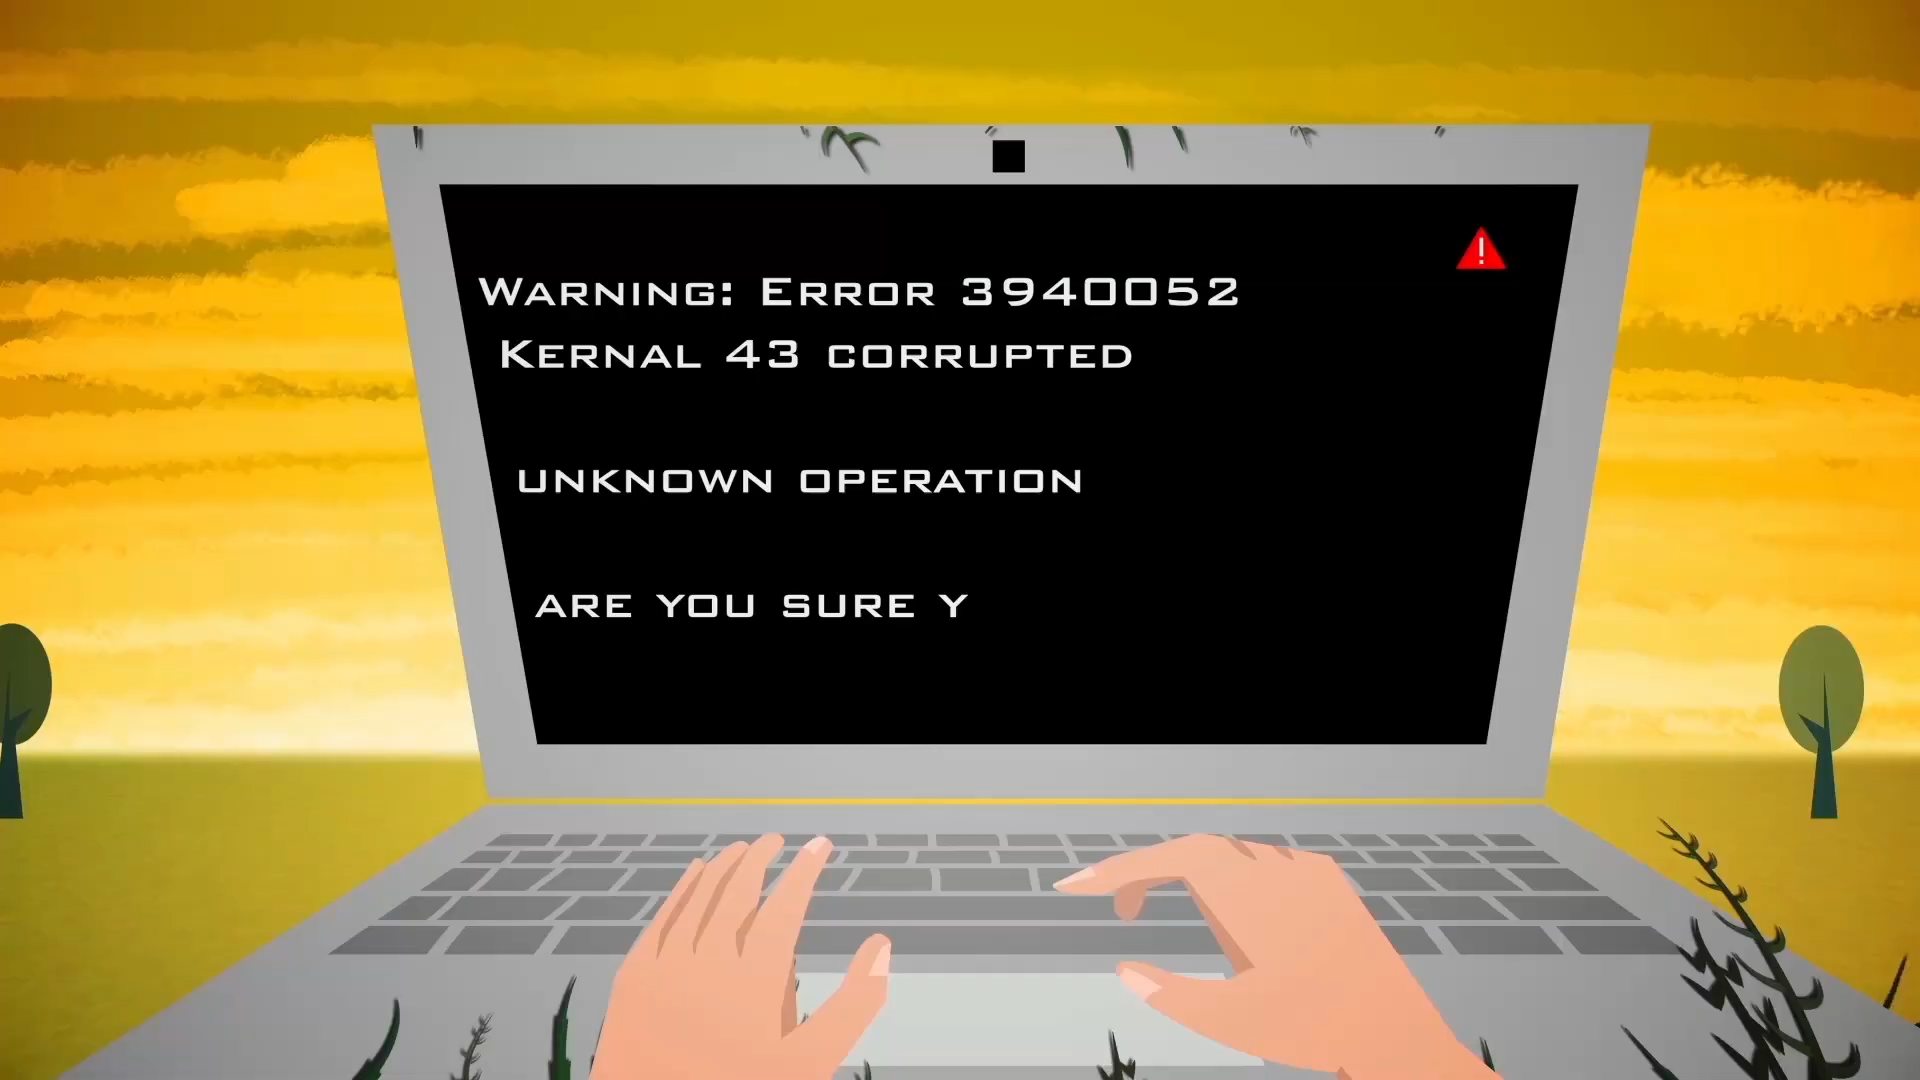 Warning: Error 3940052
Kernal 43 corrupted
unknown operation
are you sure y